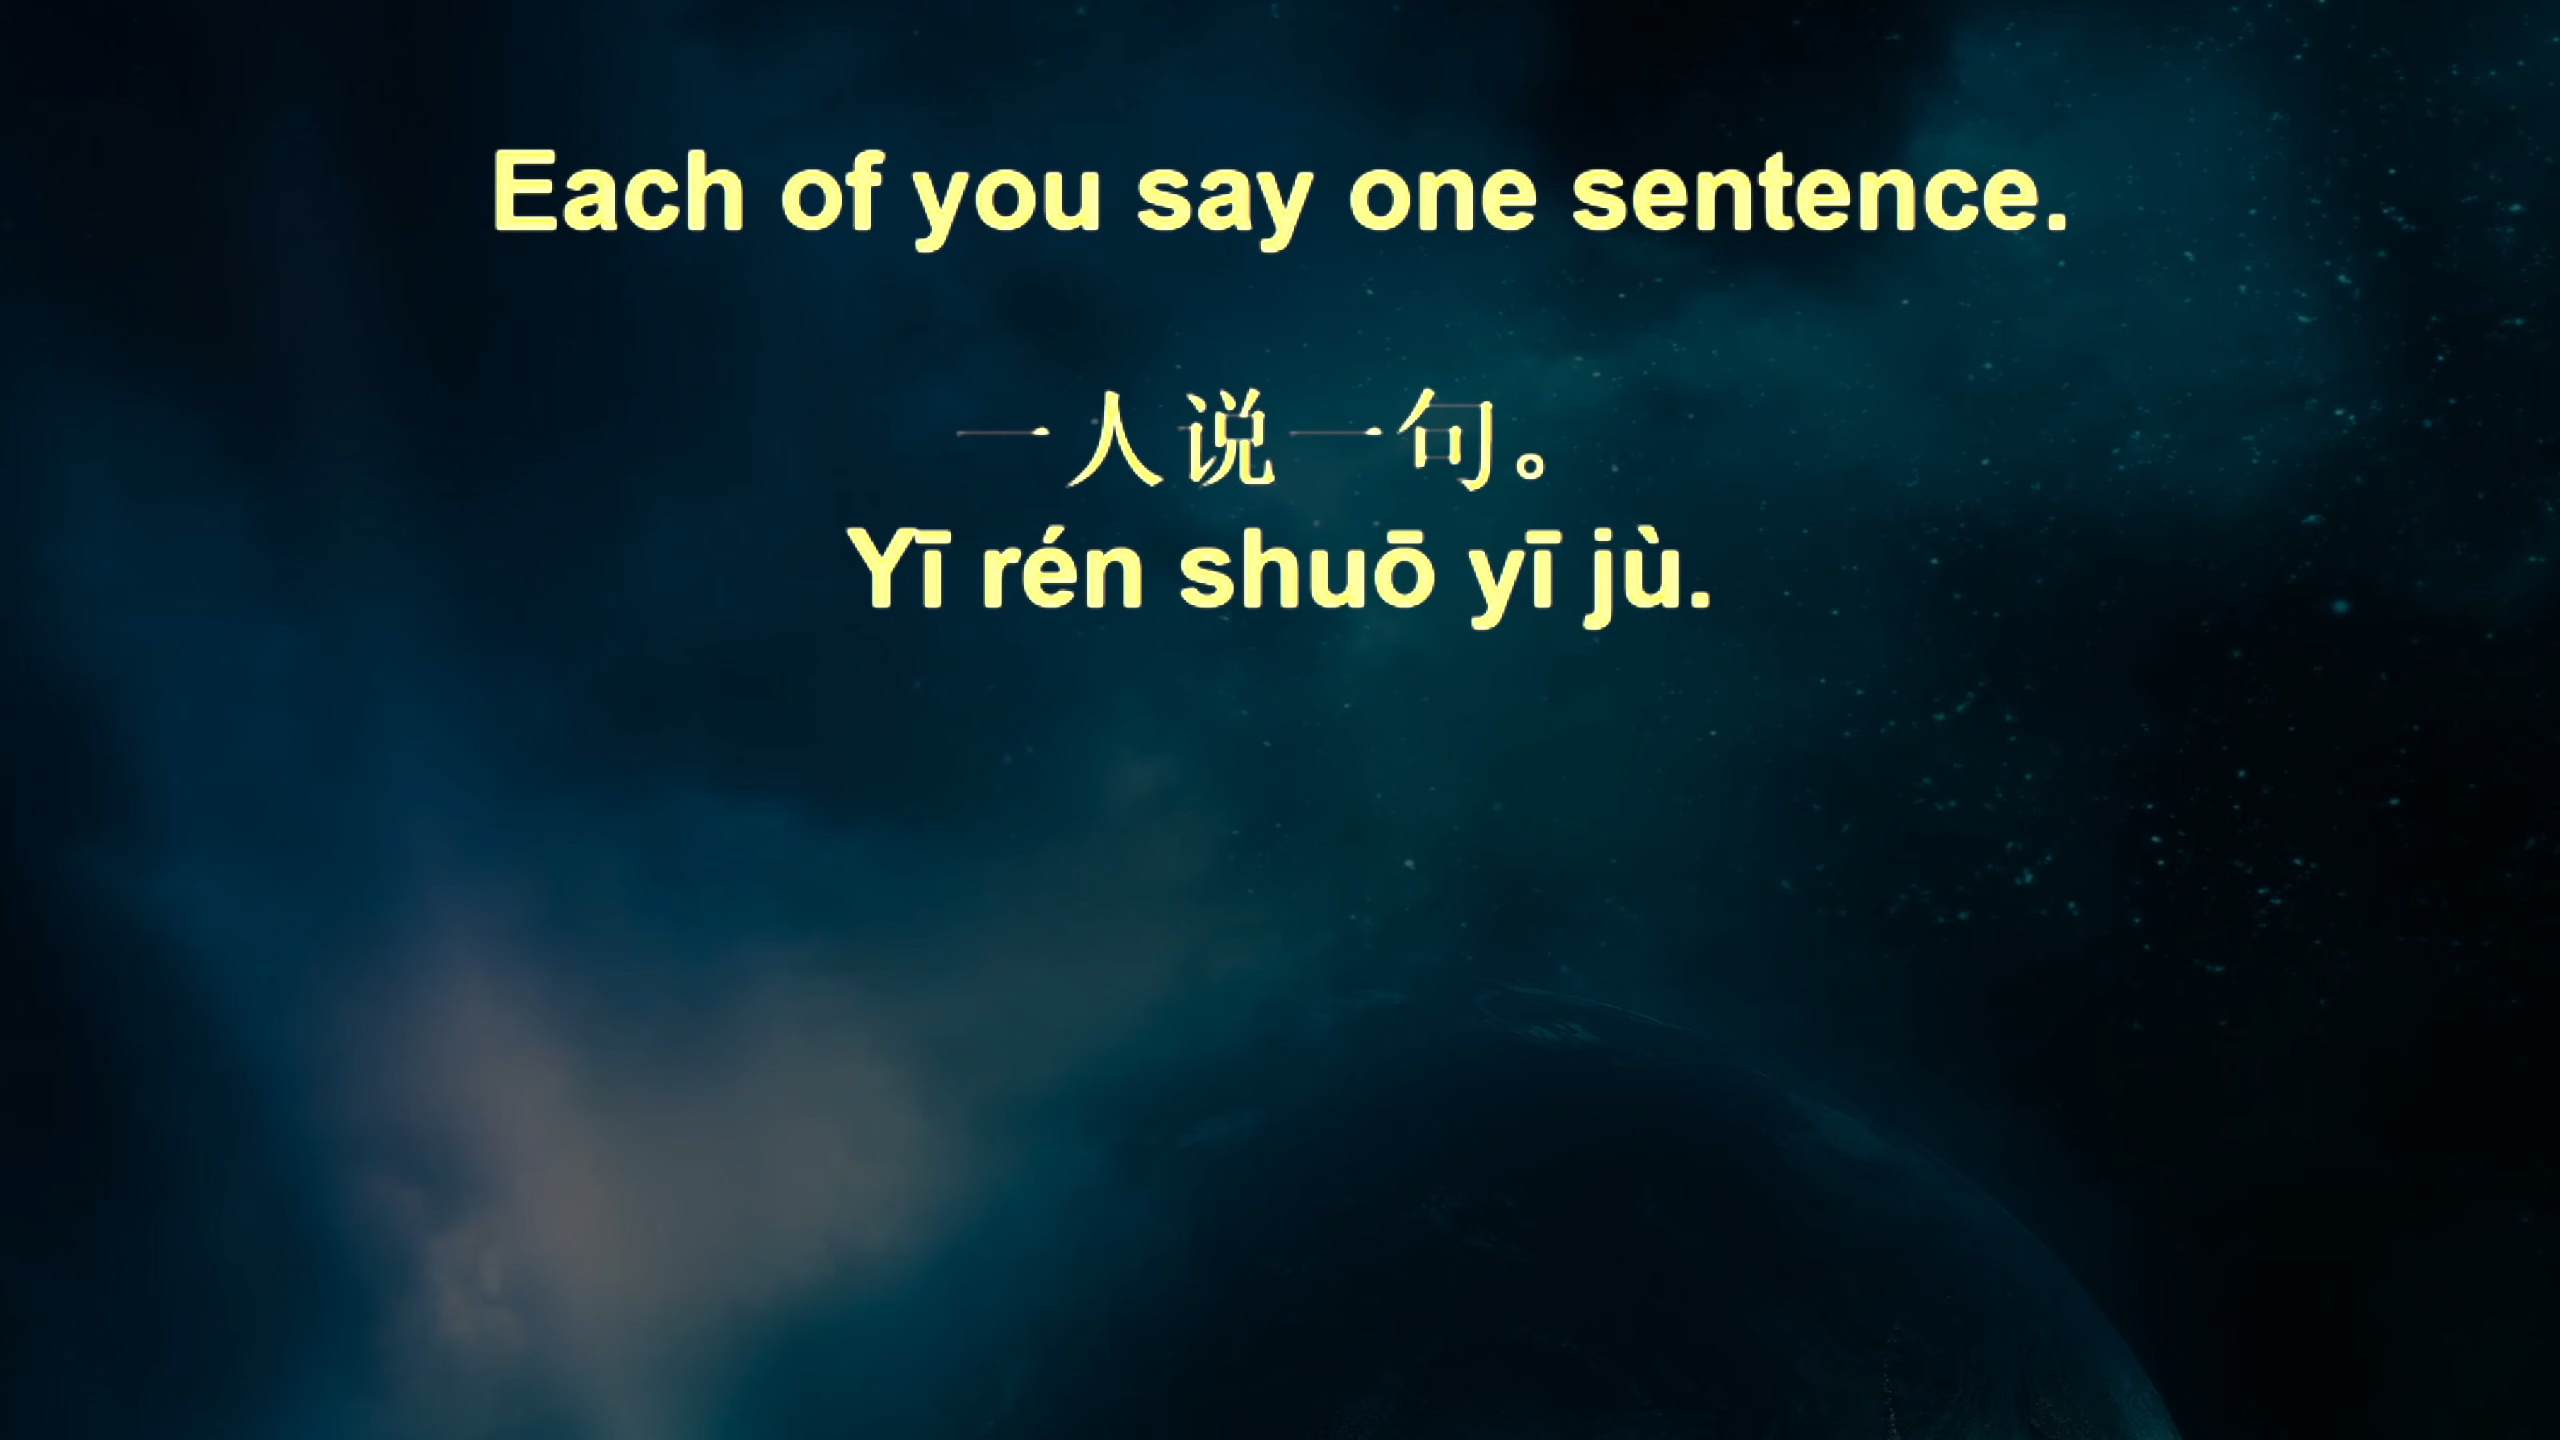 Each of you say one sentence.
一人说一句。
Yī rén shuō yī jù.